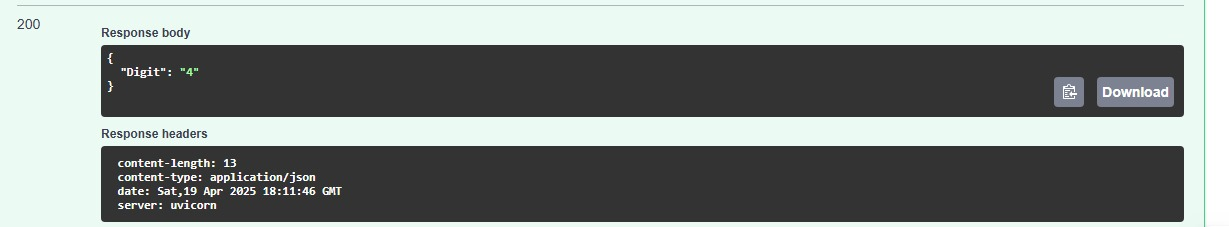 200
Response body
{
  "Digit": "4"
}
Download
Response headers
content-length: 13
content-type: application/json
date: Sat,19 Apr 2025 18:11:46 GMT
server: uvicorn